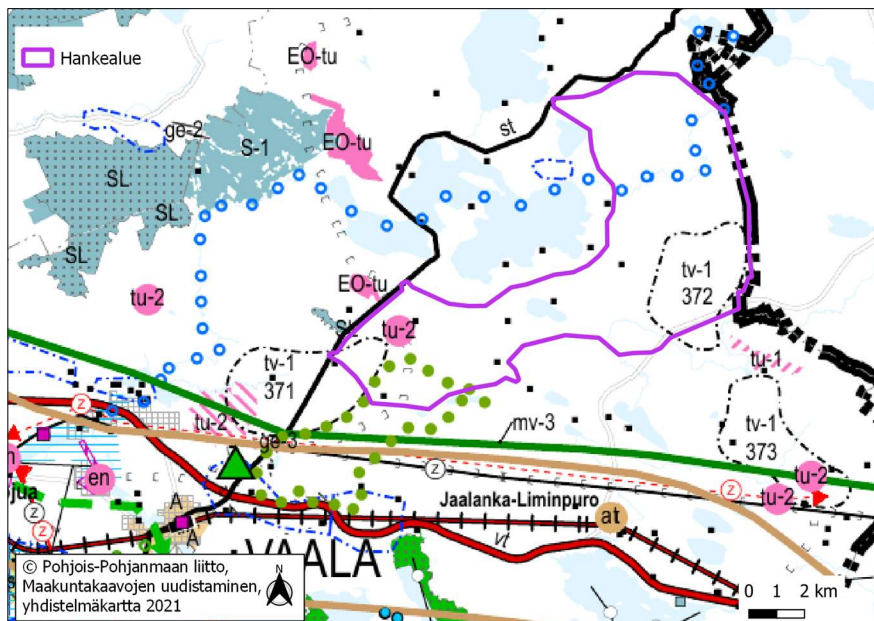 Hankealue
EO-tu
ge-2
S-1
EO-tu
st
SL
SL
SL
EO-tu
tu-2
SL
tu-2
tv-1
372
tv-1
371
tu-1
tu-2
ge-3
mv-3
tv-1
373
z
z
z
z
tu-2
tu-2
en
jua
A
A
Jaalanka-Liminpuro
at
vt
VAALA
© Pohjois-Pohjanmaan liitto,
Maakuntakaavojen uudistaminen,
yhdistelmäkartta 2021
N
0 1 2 km